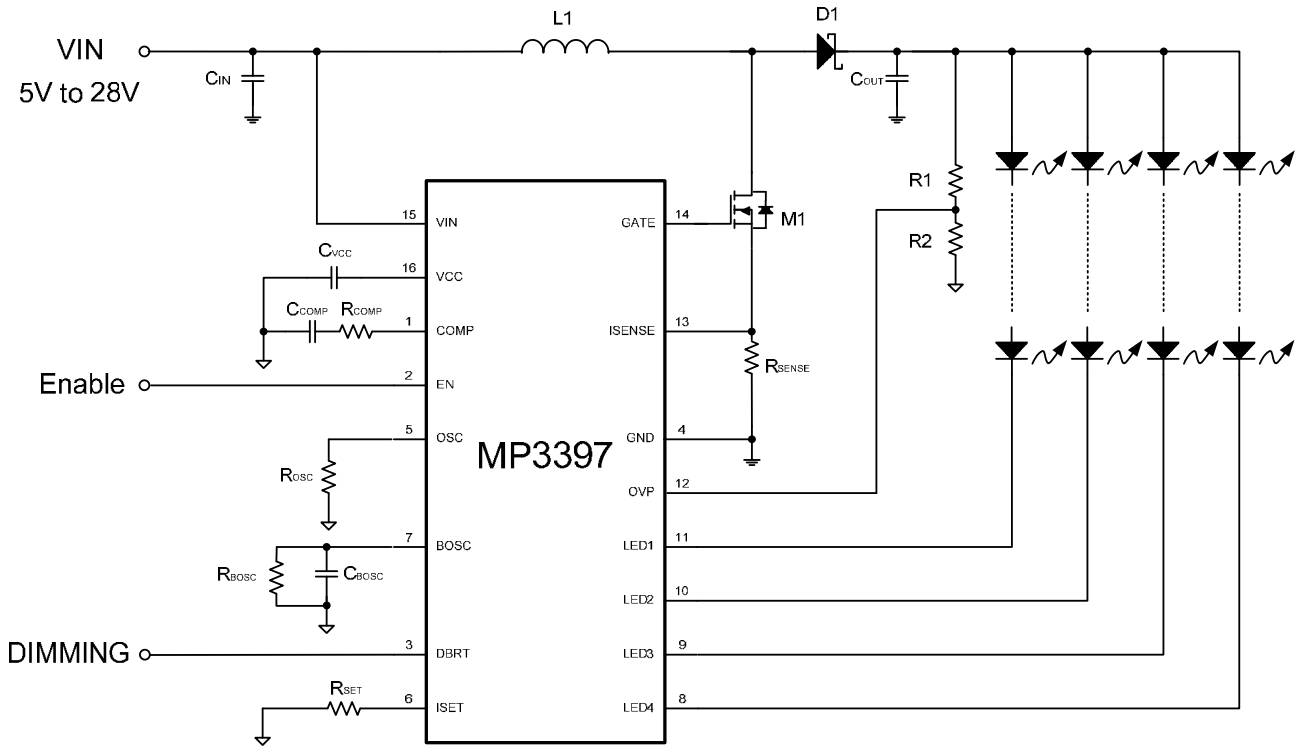 L1
D1
VIN
5V to 28V
CIN
COUT
R1
R2
M1
15 VIN
GATE 14
CVCC
16 VCC
CCOMP RCOMP
1 COMP
ISENSE 13
RSENSE
Enable
2 EN
5 OSC
GND 4
MP3397
ROSC
OVP 12
7 BOSC
LED1 11
RBOSC
CBOSC
LED2 10
DIMMING
3 DBRT
LED3 9
RSET
6 ISET
LED4 8